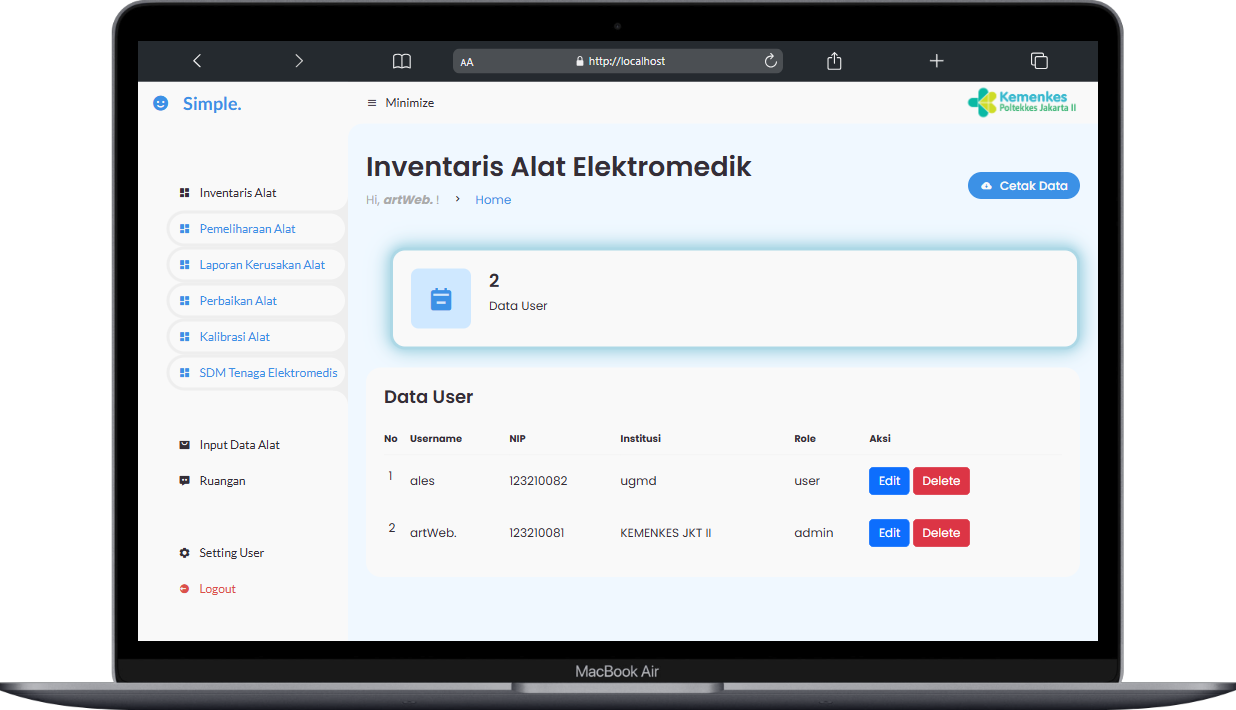 AA
http://localhost
Simple.
Minimize
Kemenkes
Poltekkes Jakarta II
Inventaris Alat
Pemeliharaan Alat
Laporan Kerusakan Alat
Perbaikan Alat
Kalibrasi Alat
SDM Tenaga Elektromedis
Input Data Alat
Ruangan
Setting User
Logout
Inventaris Alat Elektromedik
Hi, artWeb. ! > Home
Cetak Data
2
Data User
Data User
No Username NIP Institusi Role Aksi
1 ales 123210082 ugmd user Edit Delete
2 artWeb. 123210081 KEMENKES JKT II admin Edit Delete
MacBook Air